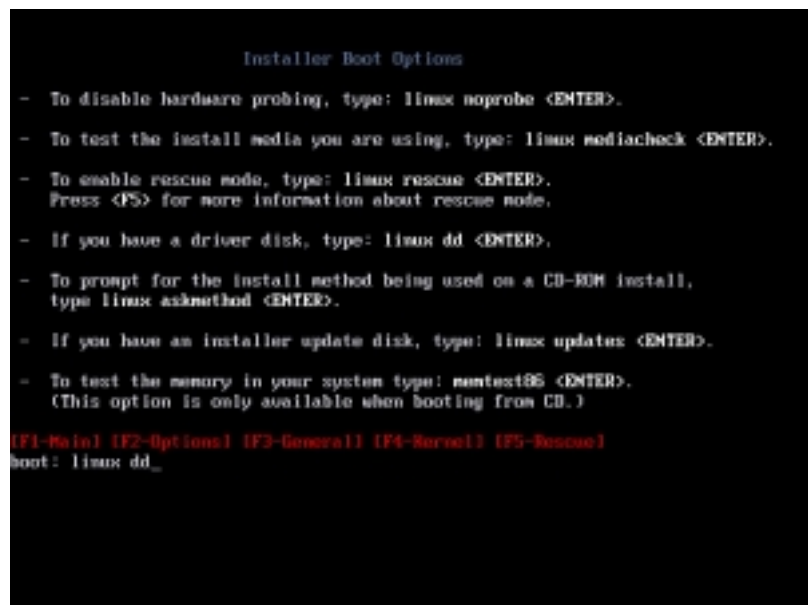 Installer Boot Options
- To disable hardware probing, type: linux noprobe <ENTER>.
- To test the install media you are using, type: linux mediacheck <ENTER>.
- To enable rescue mode, type: linux rescue <ENTER>.
Press <F5> for more information about rescue mode.
- If you have a driver disk, type: linux dd <ENTER>.
- To prompt for the install method being used on a CD-ROM install,
type linux askmethod <ENTER>.
- If you have an installer update disk, type: linux updates <ENTER>.
- To test the memory in your system type: memtest86 <ENTER>.
(This option is only available when booting from CD.)
[F1-Main] [F2-Options] [F3-General] [F4-Kernel] [F5-Rescue]
boot: linux dd_